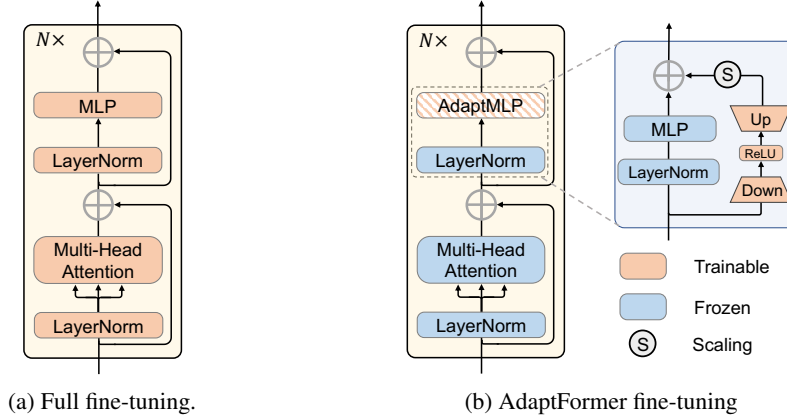 N×
MLP
LayerNorm
Multi-Head
Attention
LayerNorm
(a) Full fine-tuning.
N×
AdaptMLP
LayerNorm
Multi-Head
Attention
LayerNorm
S
Up
MLP
ReLU
LayerNorm
Down
Trainable
Frozen
S
Scaling
(b) AdaptFormer fine-tuning